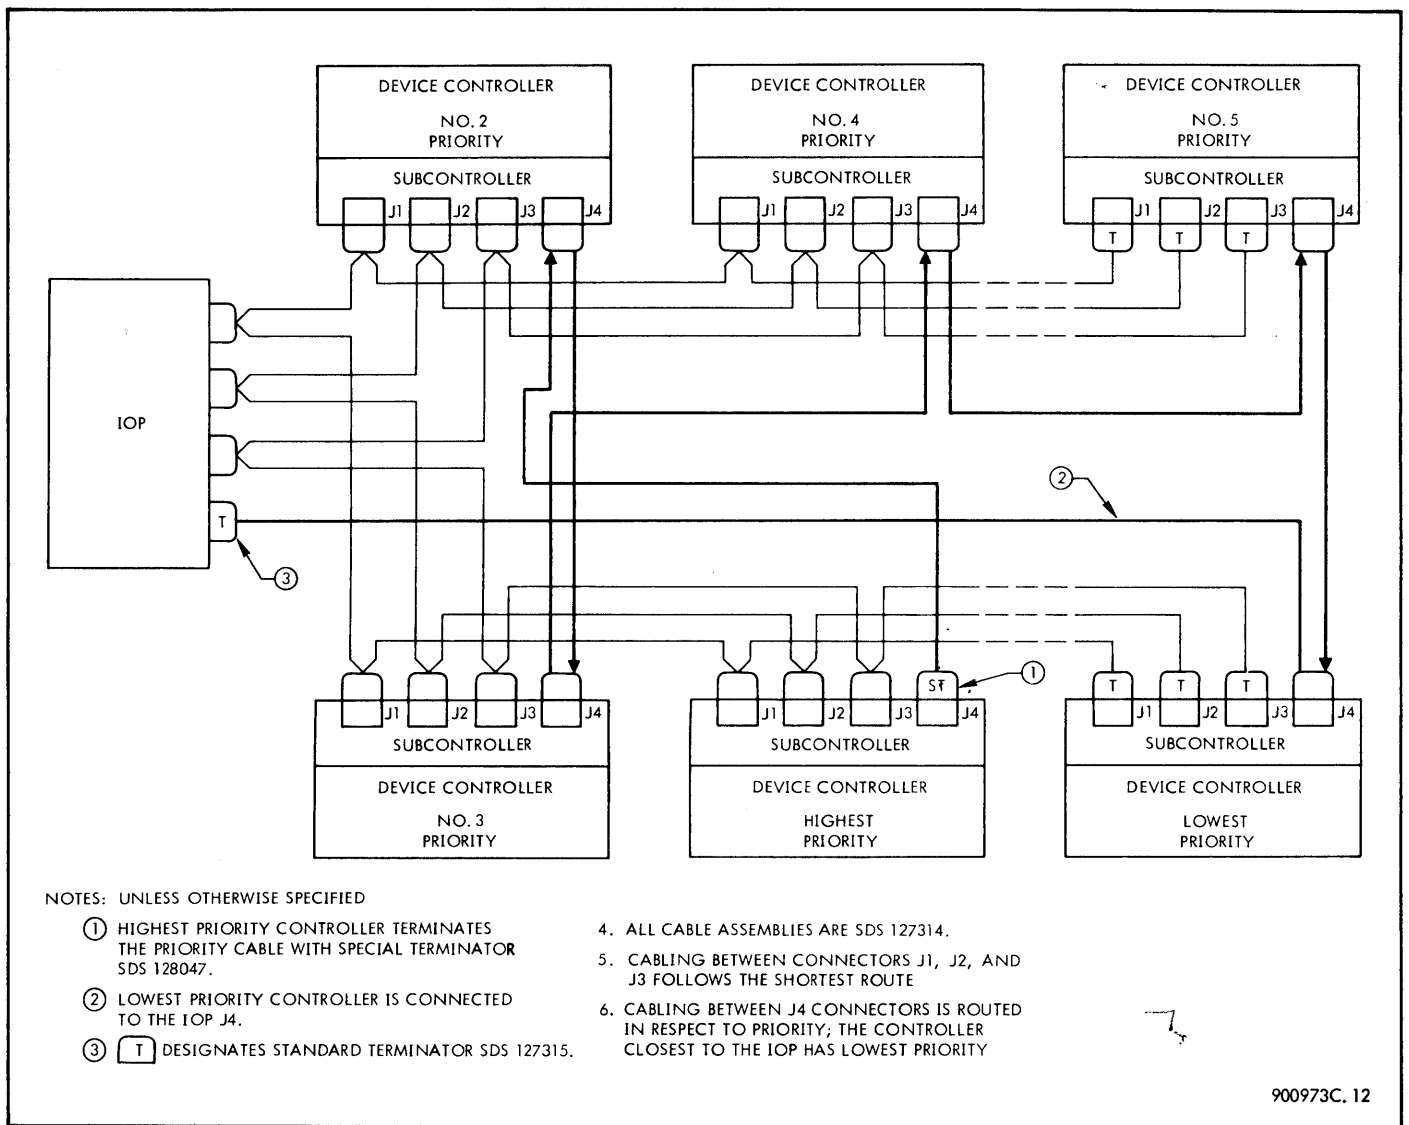 DEVICE CONTROLLER
NO. 2
PRIORITY
SUBCONTROLLER
J1 J2 J3 J4
DEVICE CONTROLLER
NO. 4
PRIORITY
SUBCONTROLLER
J1 J2 J3 J4
DEVICE CONTROLLER
NO. 5
PRIORITY
SUBCONTROLLER
J1 J2 J3 J4
T T T
IOP
T
2
3
1
ST
T T T
J1 J2 J3 J4
SUBCONTROLLER
DEVICE CONTROLLER
NO. 3
PRIORITY
J1 J2 J3 J4
SUBCONTROLLER
DEVICE CONTROLLER
HIGHEST
PRIORITY
J1 J2 J3 J4
SUBCONTROLLER
DEVICE CONTROLLER
LOWEST
PRIORITY
NOTES: UNLESS OTHERWISE SPECIFIED
1 HIGHEST PRIORITY CONTROLLER TERMINATES
THE PRIORITY CABLE WITH SPECIAL TERMINATOR
SDS 128047.
2 LOWEST PRIORITY CONTROLLER IS CONNECTED
TO THE IOP J4.
3 T DESIGNATES STANDARD TERMINATOR SDS 127315.
4. ALL CABLE ASSEMBLIES ARE SDS 127314.
5. CABLING BETWEEN CONNECTORS J1, J2, AND
J3 FOLLOWS THE SHORTEST ROUTE
6. CABLING BETWEEN J4 CONNECTORS IS ROUTED
IN RESPECT TO PRIORITY; THE CONTROLLER
CLOSEST TO THE IOP HAS LOWEST PRIORITY
900973C. 12